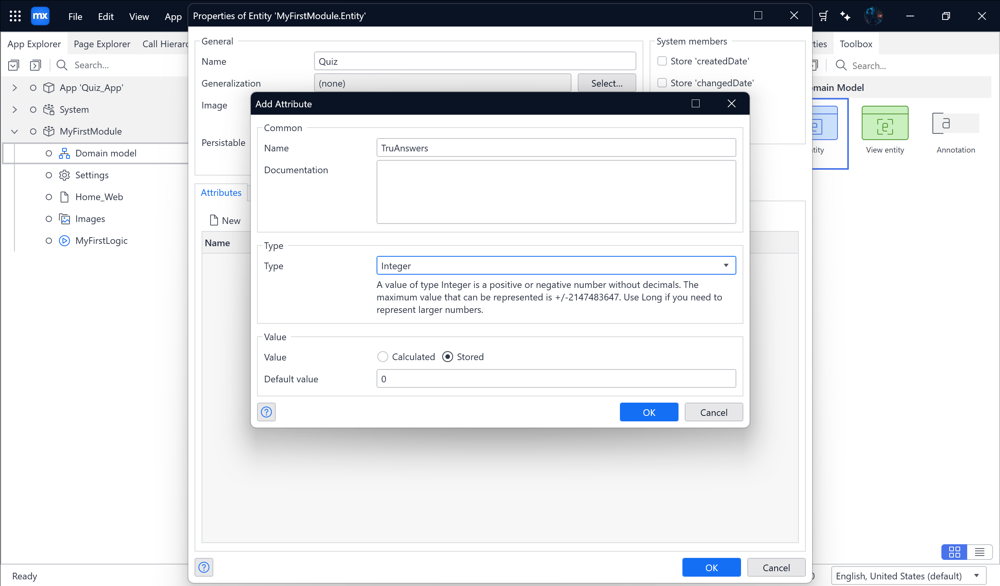 mx File Edit View App
Properties of Entity 'MyFirstModule.Entity'
App Explorer Page Explorer
Search...
App 'Quiz_App'
System
MyFirstModule
Domain model
Settings
Home_Web
Images
MyFirstLogic
Ready
General
Name Quiz
Generalization (none) Select...
Image
Persistable
System members
Store 'createdDate'
Store 'changedDate'
Attributes
New
Name
Add Attribute
Common
Name TruAnswers
Documentation
Type
Type Integer
A value of type Integer is a positive or negative number without decimals. The
maximum value that can be represented is +/-2147483647. Use Long if you need to
represent larger numbers.
Value
Value Calculated Stored
Default value 0
? OK Cancel
? OK Cancel
Toolbox
Search...
Model
e e a
View entity Annotation
English, United States (default)